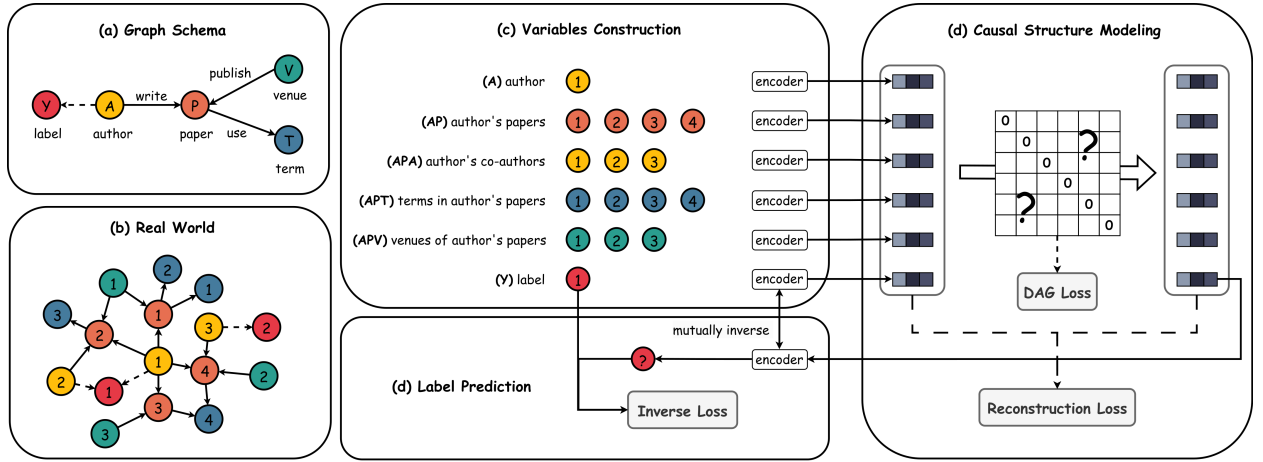 (a) Graph Schema
publish
V
venue
Y
A
write
P
label
author
paper
use
T
term
(b) Real World
2
1
1
3
1
2
3
2
1
4
2
2
1
3
4
3
(c) Variables Construction
(A) author
1
encoder
(AP) author's papers
1 2 3 4
encoder
(APA) author's co-authors
1 2 3
encoder
(APT) terms in author's papers
1 2 3 4
encoder
(APV) venues of author's papers
1 2 3
encoder
(Y) label
1
encoder
mutually inverse
?
encoder
(d) Label Prediction
Inverse Loss
(d) Causal Structure Modeling
0
0
?
0
0
?
0
0
DAG Loss
Reconstruction Loss